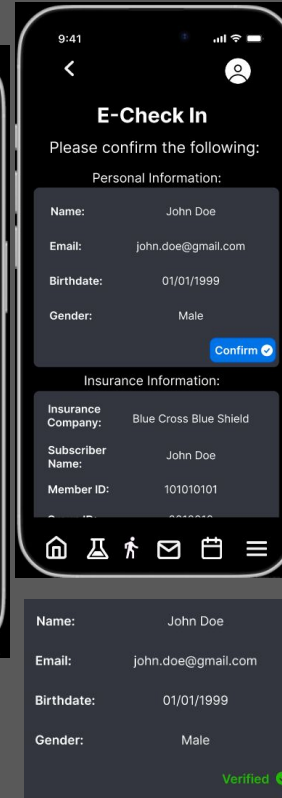 9:41
E-Check In
Please confirm the following:
Personal Information:
Name: John Doe
Email: john.doe@gmail.com
Birthdate: 01/01/1999
Gender: Male
Confirm
Insurance Information:
Insurance Company: Blue Cross Blue Shield
Subscriber Name: John Doe
Member ID: 101010101
Name: John Doe
Email: john.doe@gmail.com
Birthdate: 01/01/1999
Gender: Male
Verified